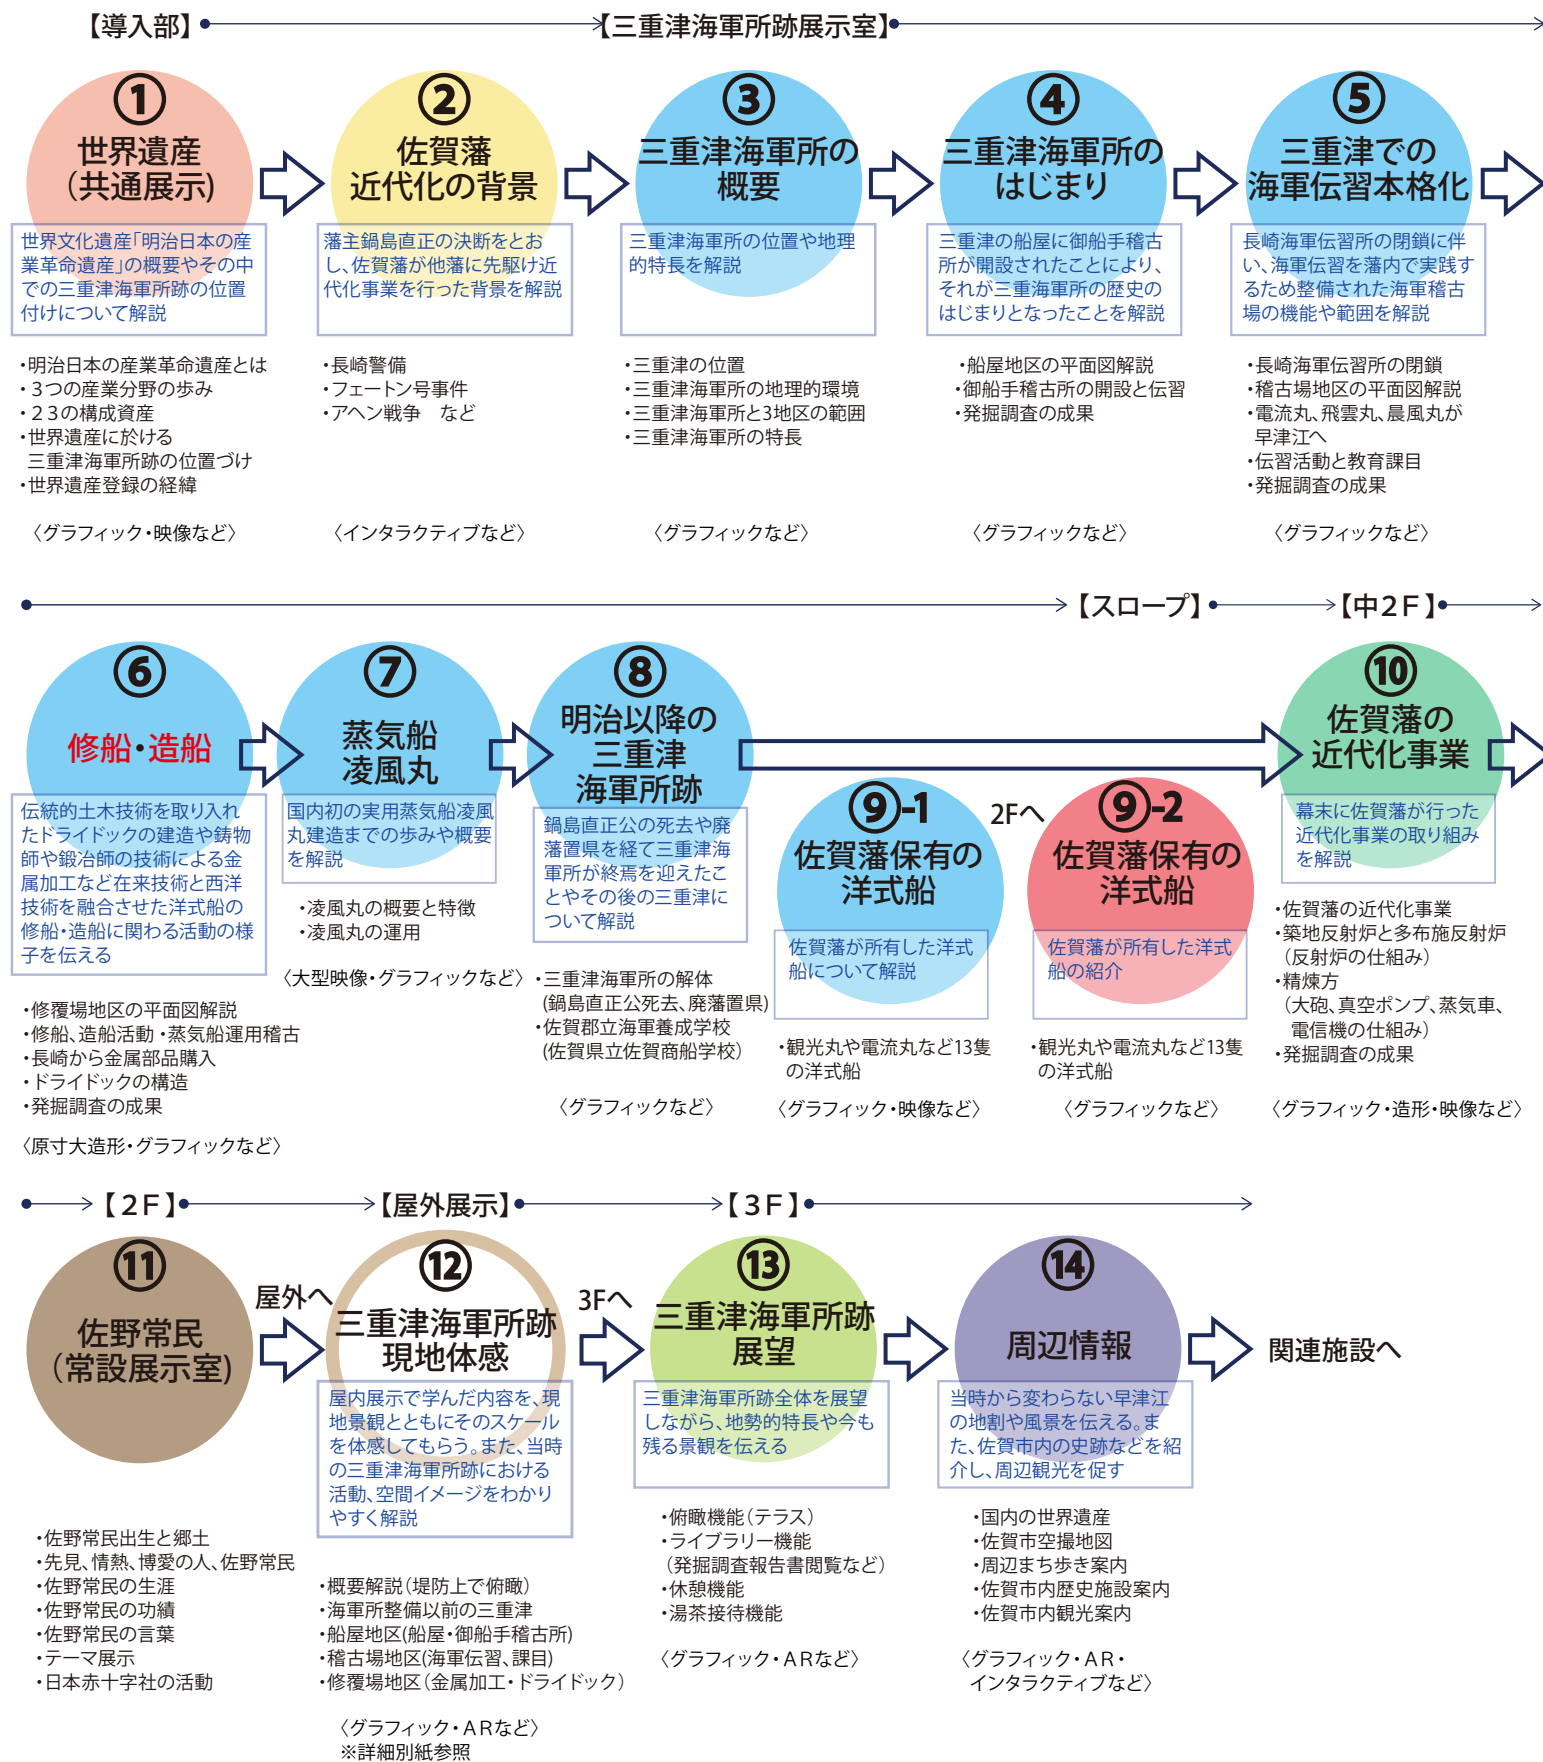 【導入部】
【三重津海軍所跡展示室】
①
世界遺産
(共通展示)
世界文化遺産「明治日本の産
業革命遺産」の概要やその中
での三重津海軍所跡の位置
付けについて解説
・明治日本の産業革命遺産とは
・３つの産業分野の歩み
・２３の構成資産
・世界遺産に於ける
三重津海軍所跡の位置づけ
・世界遺産登録の経緯
〈グラフィック・映像など〉
②
佐賀藩
近代化の背景
藩主鍋島直正の決断をとお
し、佐賀藩が他藩に先駆け近
代化事業を行った背景を解説
・長崎警備
・フェートン号事件
・アヘン戦争　など
〈インタラクティブなど〉
③
三重津海軍所の
概要
三重津海軍所の位置や地理
的特長を解説
・三重津の位置
・三重津海軍所の地理的環境
・三重津海軍所と3地区の範囲
・三重津海軍所の特長
〈グラフィックなど〉
④
三重津海軍所の
はじまり
三重津の船屋に御船手稽古
所が開設されたことにより、
それが三重海軍所の歴史の
はじまりとなったことを解説
・船屋地区の平面図解説
・御船手稽古所の開設と伝習
・発掘調査の成果
〈グラフィックなど〉
⑤
三重津での
海軍伝習本格化
長崎海軍伝習所の閉鎖に伴
い、海軍伝習を藩内で実践す
るため整備された海軍稽古
場の機能や範囲を解説
・長崎海軍伝習所の閉鎖
・稽古場地区の平面図解説
・電流丸、飛雲丸、晨風丸が
早津江へ
・伝習活動と教育課目
・発掘調査の成果
〈グラフィックなど〉
【スロープ】
【中２Ｆ】
⑥
修船・造船
伝統的土木技術を取り入れ
たドライドックの建造や鋳物
師や鍛冶師の技術による金
属加工など在来技術と西洋
技術を融合させた洋式船の
修船・造船に関わる活動の様
子を伝える
・修覆場地区の平面図解説
・修船、造船活動・蒸気船運用稽古
・長崎から金属部品購入
・ドライドックの構造
・発掘調査の成果
〈原寸大造形・グラフィックなど〉
⑦
蒸気船
凌風丸
国内初の実用蒸気船凌風
丸建造までの歩みや概要
を解説
・凌風丸の概要と特徴
・凌風丸の運用
〈大型映像・グラフィックなど〉
⑧
明治以降の
三重津
海軍所跡
鍋島直正公の死去や廃
藩置県を経て三重津海
軍所が終焉を迎えたこ
とやその後の三重津に
ついて解説
・三重津海軍所の解体
(鍋島直正公死去、廃藩置県)
・佐賀郡立海軍養成学校
(佐賀県立佐賀商船学校)
〈グラフィックなど〉
⑨-1
佐賀藩保有の
洋式船
佐賀藩が所有した洋式
船について解説
・観光丸や電流丸など13隻
の洋式船
〈グラフィック・映像など〉
2Fへ
⑨-2
佐賀藩保有の
洋式船
佐賀藩が所有した洋式
船の紹介
・観光丸や電流丸など13隻
の洋式船
〈グラフィックなど〉
⑩
佐賀藩の
近代化事業
幕末に佐賀藩が行った
近代化事業の取り組み
を解説
・佐賀藩の近代化事業
・築地反射炉と多布施反射炉
(反射炉の仕組み)
・精煉方
(大砲、真空ポンプ、蒸気車、
電信機の仕組み)
・発掘調査の成果
〈グラフィック・造形・映像など〉
【２Ｆ】
【屋外展示】
【３Ｆ】
⑪
佐野常民
(常設展示室)
・佐野常民出生と郷土
・先見、情熱、博愛の人、佐野常民
・佐野常民の生涯
・佐野常民の功績
・佐野常民の言葉
・テーマ展示
・日本赤十字社の活動
屋外へ
⑫
三重津海軍所跡
現地体感
屋内展示で学んだ内容を、現
地景観とともにそのスケール
を体感してもらう。また、当時
の三重津海軍所跡における
活動、空間イメージをわかり
やすく解説
・概要解説(堤防上で俯瞰)
・海軍所整備以前の三重津
・船屋地区(船屋・御船手稽古所)
・稽古場地区(海軍伝習、課目)
・修覆場地区(金属加工・ドライドック)
〈グラフィック・ＡＲなど〉
※詳細別紙参照
3Fへ
⑬
三重津海軍所跡
展望
三重津海軍所跡全体を展望
しながら、地勢的特長や今も
残る景観を伝える
・俯瞰機能(テラス)
・ライブラリー機能
(発掘調査報告書閲覧など)
・休憩機能
・湯茶接待機能
〈グラフィック・ＡＲなど〉
⑭
周辺情報
当時から変わらない早津江
の地割や風景を伝える。ま
た、佐賀市内の史跡などを紹
介し、周辺観光を促す
・国内の世界遺産
・佐賀市空撮地図
・周辺まち歩き案内
・佐賀市内歴史施設案内
・佐賀市内観光案内
〈グラフィック・ＡＲ・
インタラクティブなど〉
関連施設へ